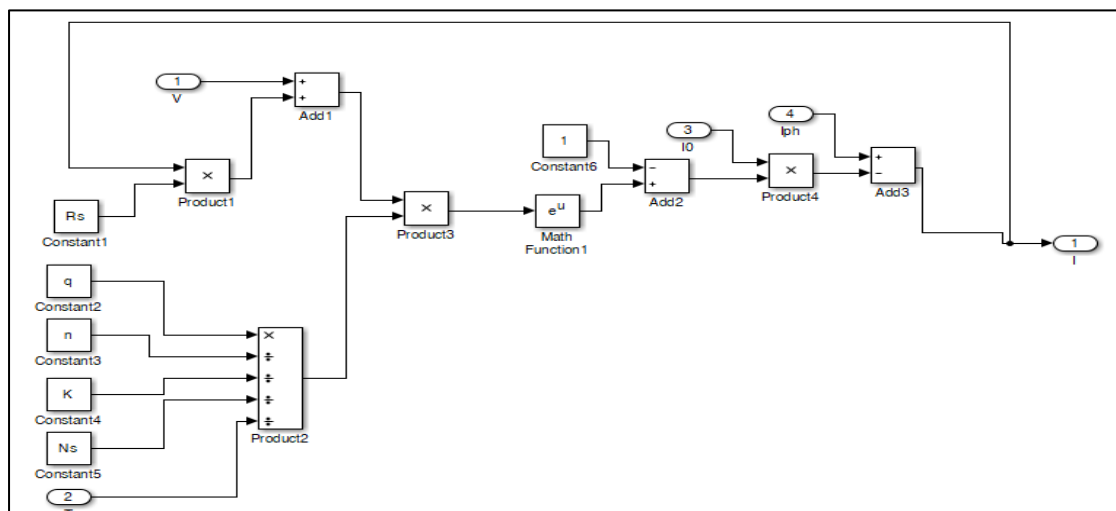 1
V
+
+
Add1
×
Product1
Rs
Constant1
×
Product3
q
Constant2
n
Constant3
K
Constant4
Ns
Constant5
2
×
÷
÷
÷
÷
Product2
1
Constant6
e^u
Math
Function1
−
+
Add2
3
I0
×
Product4
4
Iph
+
−
Add3
1
I